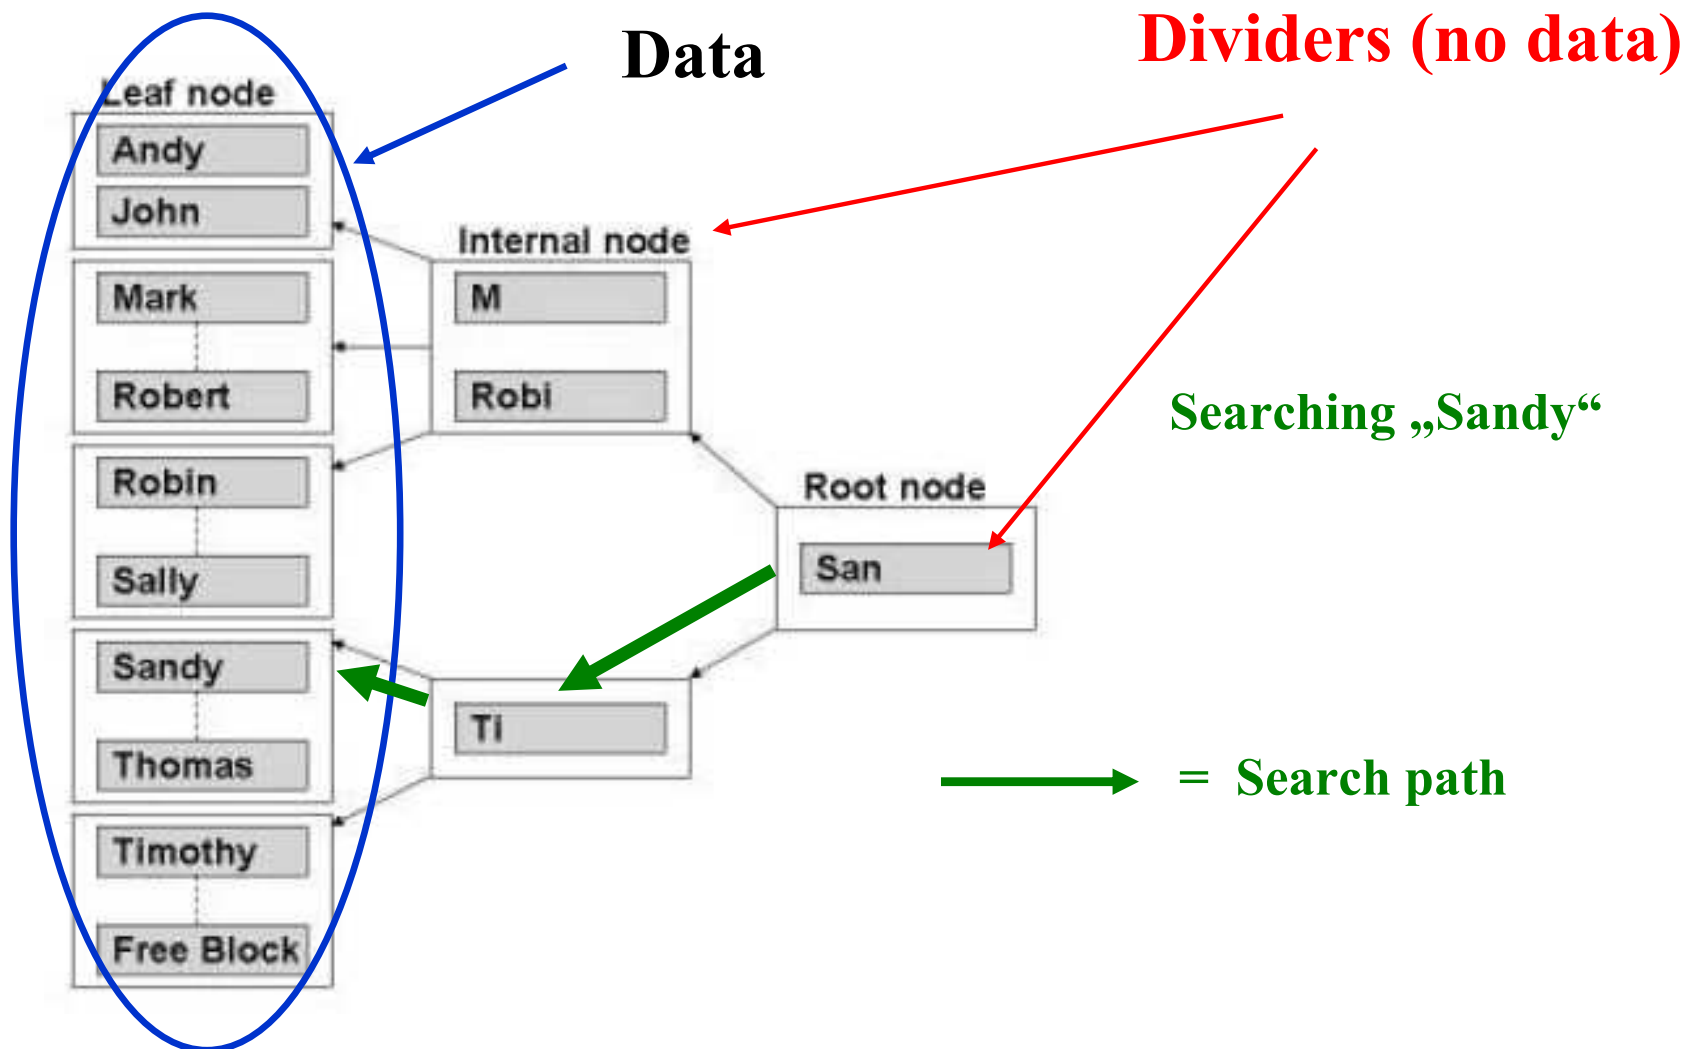 Data
Dividers (no data)
Leaf node
Andy
John
Internal node
Mark
M
Robert
Robi
Searching „Sandy“
Robin
Root node
Sally
San
Sandy
Ti
Thomas
= Search path
Timothy
Free Block